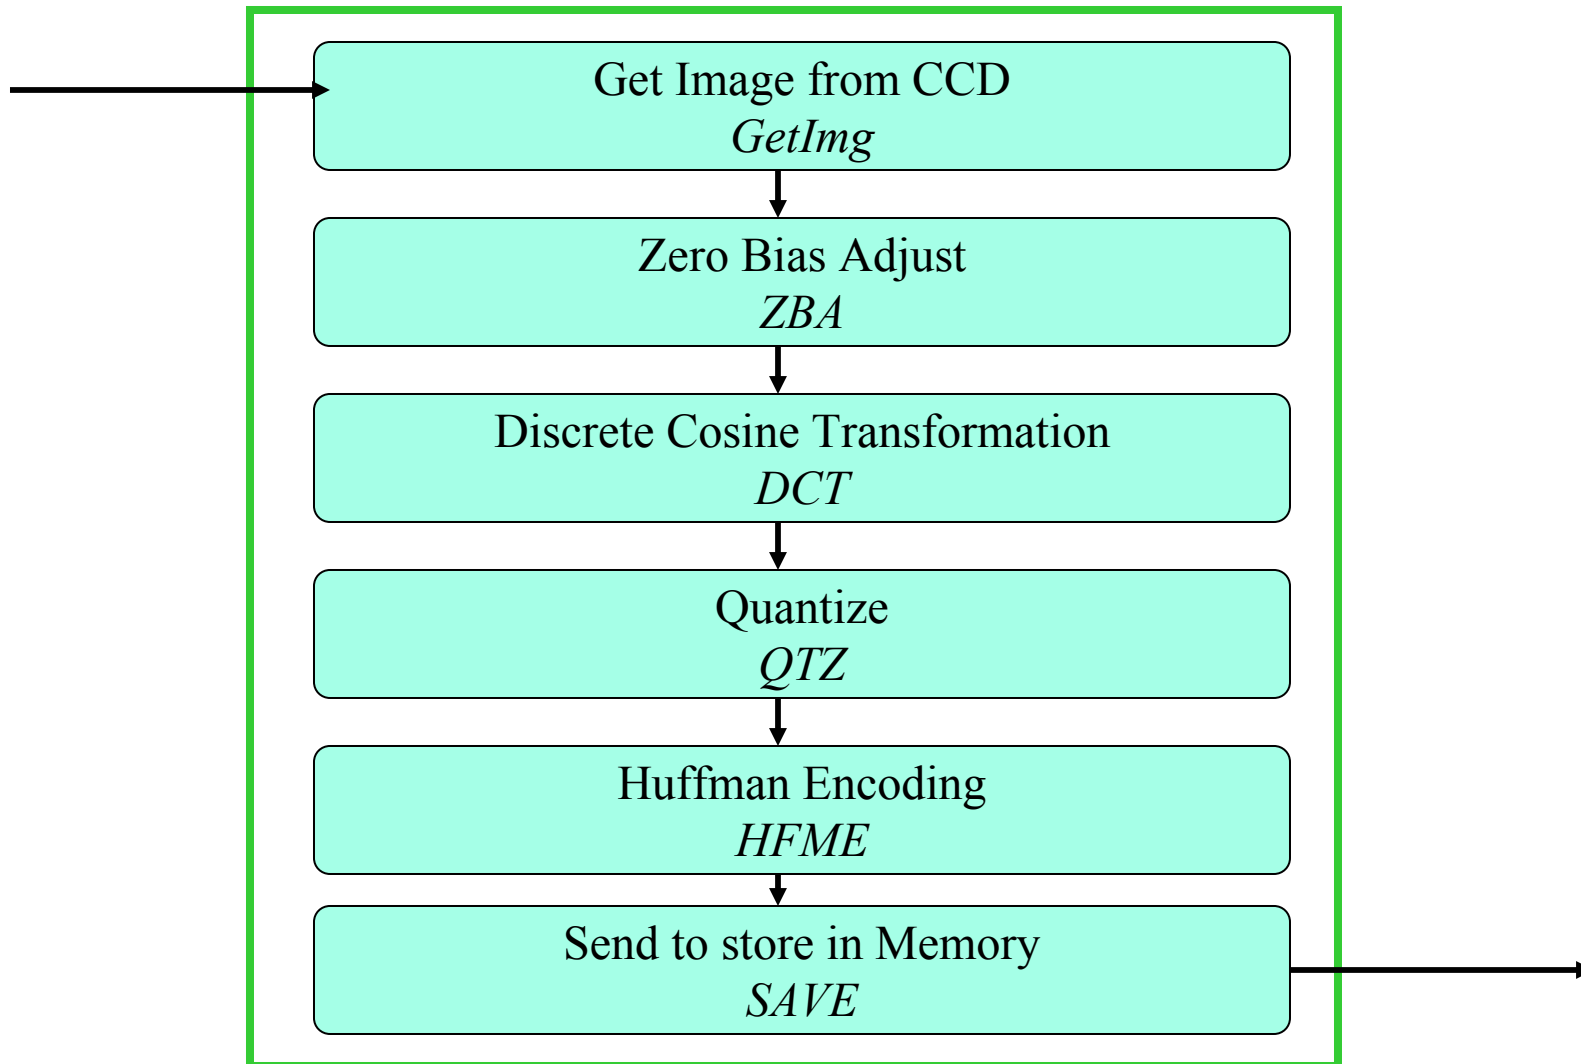 Get Image from CCD
GetImg
Zero Bias Adjust
ZBA
Discrete Cosine Transformation
DCT
Quantize
QTZ
Huffman Encoding
HFME
Send to store in Memory
SAVE